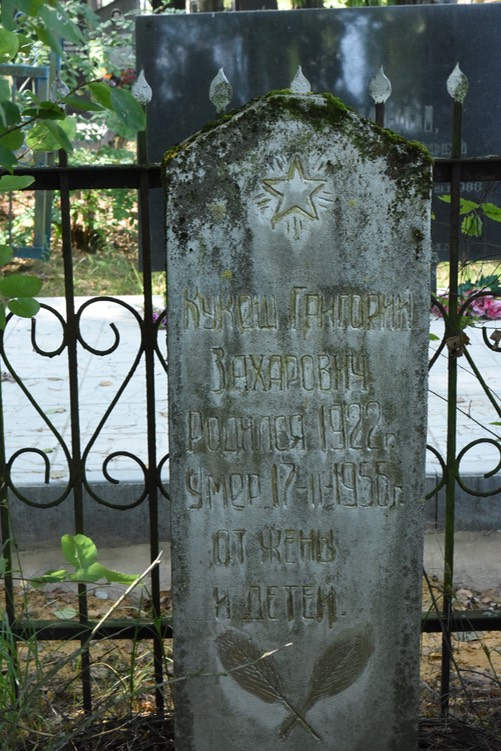 Кукош Григорий
Захарович
родился 1922 г.
умер 17-II-1956 г.
от жены
и детей.